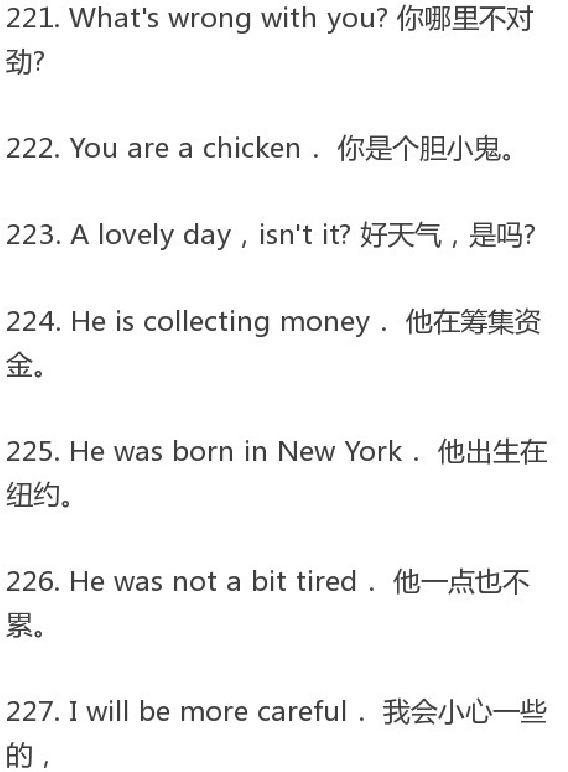 221. What's wrong with you? 你哪里不对
劲?
222. You are a chicken． 你是个胆小鬼。
223. A lovely day，isn't it? 好天气，是吗?
224. He is collecting money． 他在筹集资
金。
225. He was born in New York． 他出生在
纽约。
226. He was not a bit tired． 他一点也不
累。
227. I will be more careful． 我会小心一些
的，